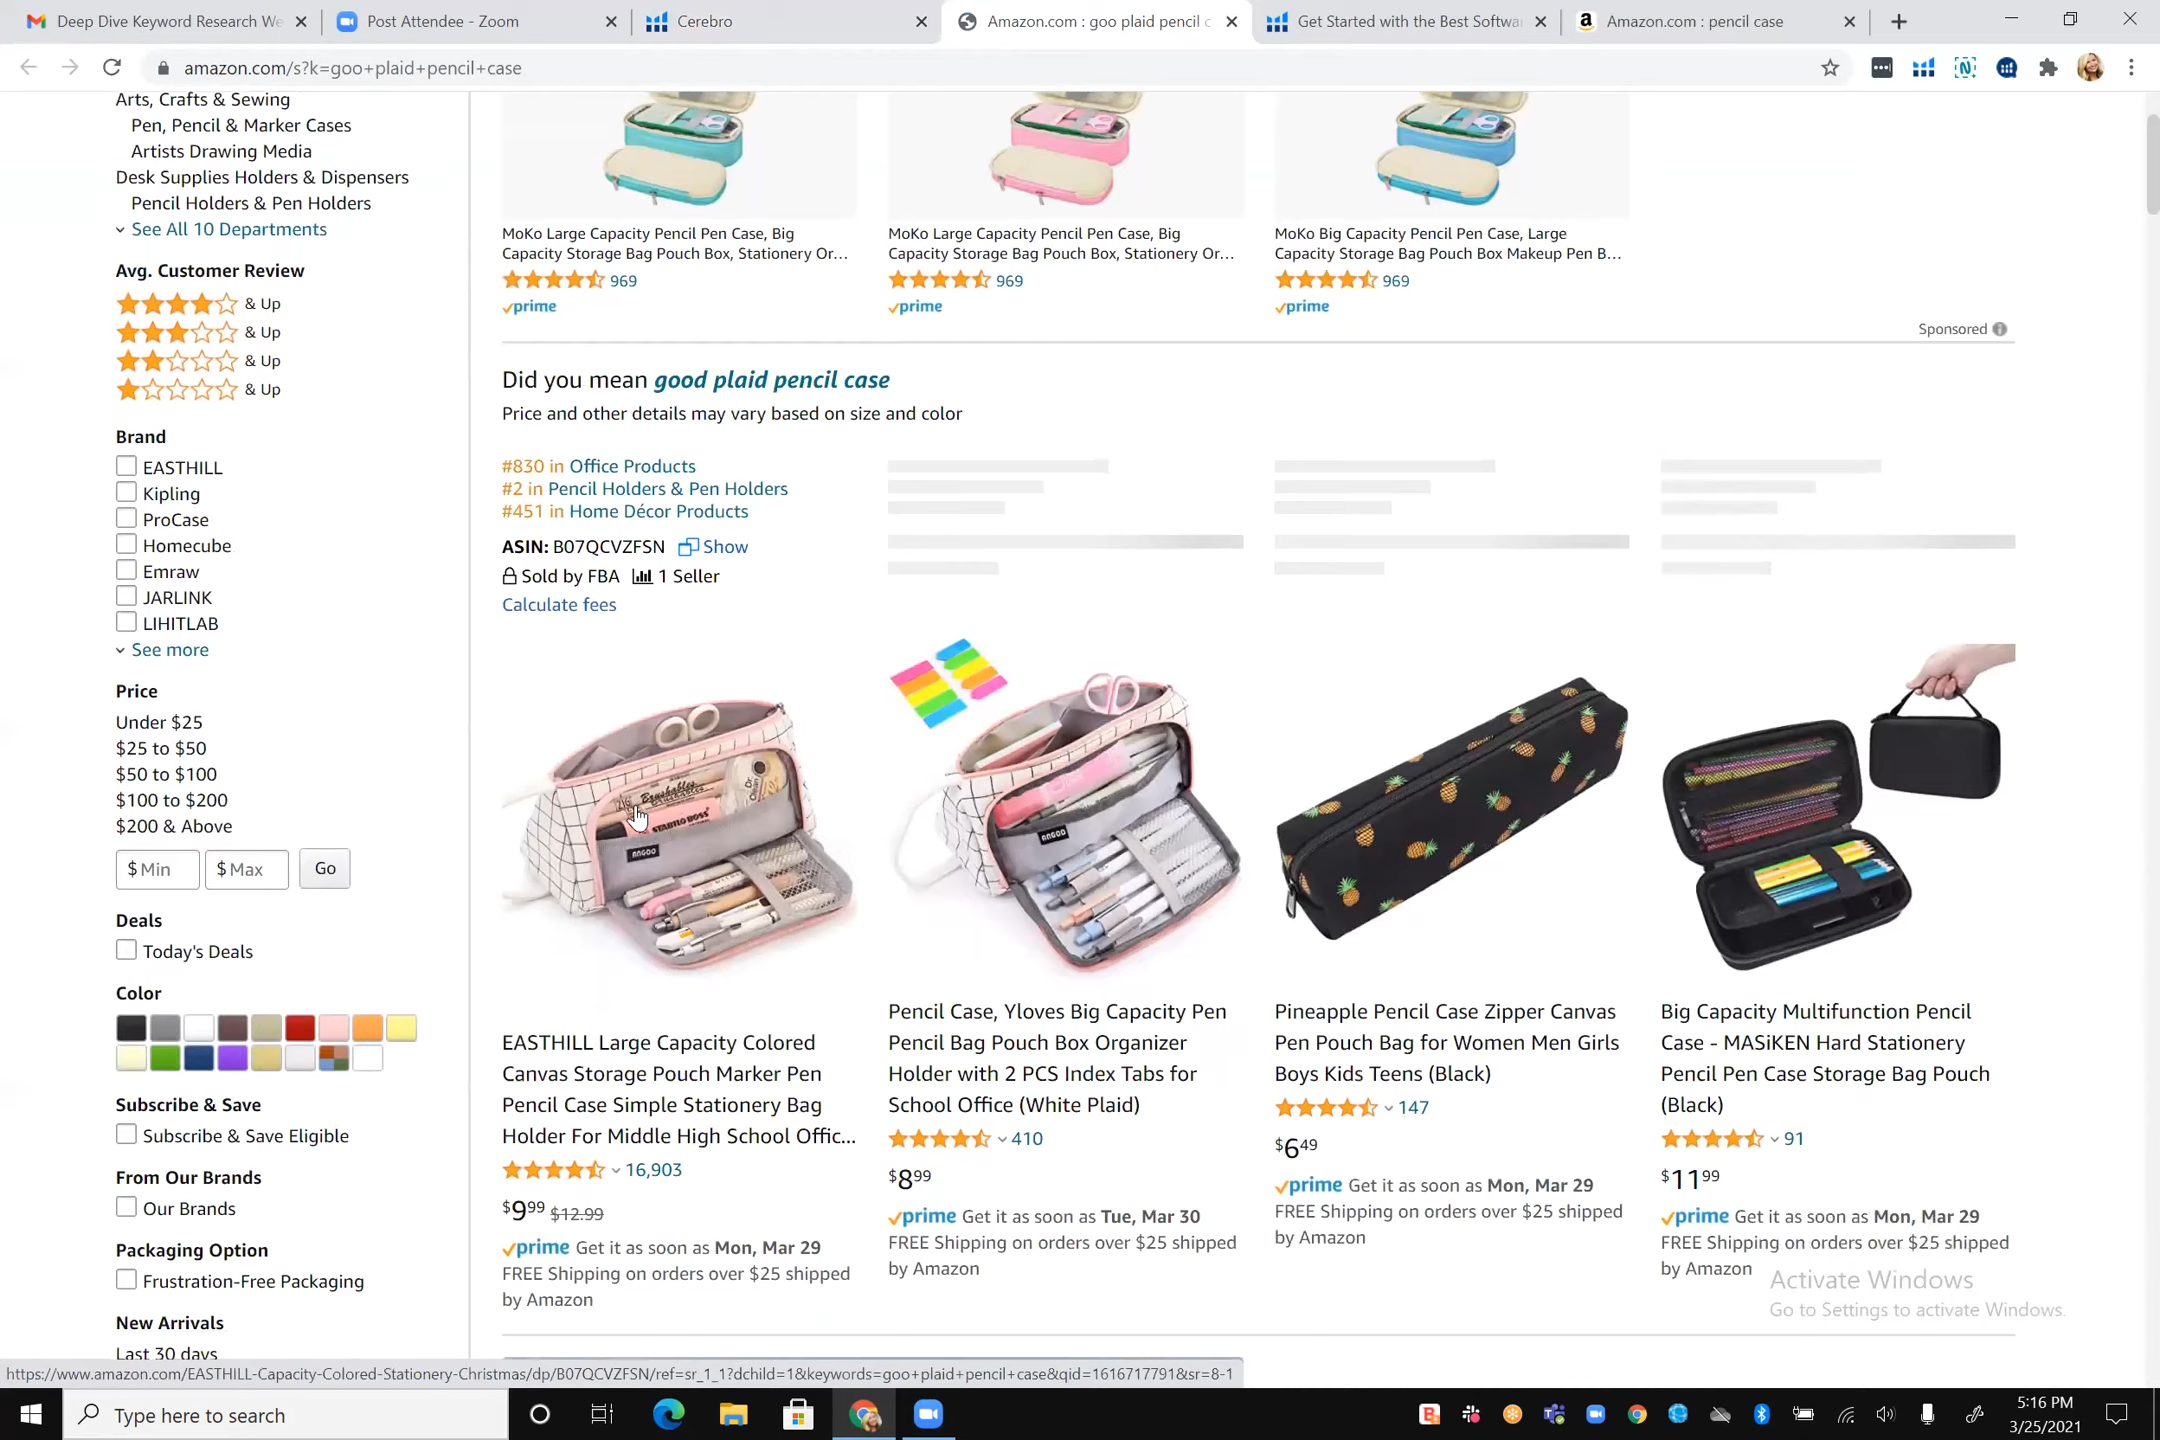 Deep Dive Keyword Research We
Post Attendee - Zoom
Cerebro
Amazon.com : goo plaid pencil c
Get Started with the Best Softwa
Amazon.com : pencil case
amazon.com/s?k=goo+plaid+pencil+case
Arts, Crafts & Sewing
Pen, Pencil & Marker Cases
Artists Drawing Media
Desk Supplies Holders & Dispensers
Pencil Holders & Pen Holders
See All 10 Departments
Avg. Customer Review
& Up
& Up
& Up
& Up
Brand
EASTHILL
Kipling
ProCase
Homecube
Emraw
JARLINK
LIHITLAB
See more
Price
Under $25
$25 to $50
$50 to $100
$100 to $200
$200 & Above
$ Min $ Max Go
Deals
Today's Deals
Color
Subscribe & Save
Subscribe & Save Eligible
From Our Brands
Our Brands
Packaging Option
Frustration-Free Packaging
New Arrivals
Last 30 days
MoKo Large Capacity Pencil Pen Case, Big
Capacity Storage Bag Pouch Box, Stationery Or...
969
prime
MoKo Large Capacity Pencil Pen Case, Big
Capacity Storage Bag Pouch Box, Stationery Or...
969
prime
MoKo Big Capacity Pencil Pen Case, Large
Capacity Storage Bag Pouch Box Makeup Pen B...
969
prime
Sponsored
Did you mean good plaid pencil case
Price and other details may vary based on size and color
#830 in Office Products
#2 in Pencil Holders & Pen Holders
#451 in Home Décor Products
ASIN: B07QCVZFSN Show
Sold by FBA 1 Seller
Calculate fees
Brushables
STABILO BOSS
ANGOO
ANGOO
EASTHILL Large Capacity Colored
Canvas Storage Pouch Marker Pen
Pencil Case Simple Stationery Bag
Holder For Middle High School Offic...
16,903
$9.99 $12.99
prime Get it as soon as Mon, Mar 29
FREE Shipping on orders over $25 shipped
by Amazon
Pencil Case, Yloves Big Capacity Pen
Pencil Bag Pouch Box Organizer
Holder with 2 PCS Index Tabs for
School Office (White Plaid)
410
$8.99
prime Get it as soon as Tue, Mar 30
FREE Shipping on orders over $25 shipped
by Amazon
Pineapple Pencil Case Zipper Canvas
Pen Pouch Bag for Women Men Girls
Boys Kids Teens (Black)
147
$6.49
prime Get it as soon as Mon, Mar 29
FREE Shipping on orders over $25 shipped
by Amazon
Big Capacity Multifunction Pencil
Case - MASiKEN Hard Stationery
Pencil Pen Case Storage Bag Pouch
(Black)
91
$11.99
prime Get it as soon as Mon, Mar 29
FREE Shipping on orders over $25 shipped
by Amazon
Activate Windows
Go to Settings to activate Windows.
https://www.amazon.com/EASTHILL-Capacity-Colored-Stationery-Christmas/dp/B07QCVZFSN/ref=sr_1_1?dchild=1&keywords=goo+plaid+pencil+case&qid=1616717791&sr=8-1
Type here to search
5:16 PM
3/25/2021